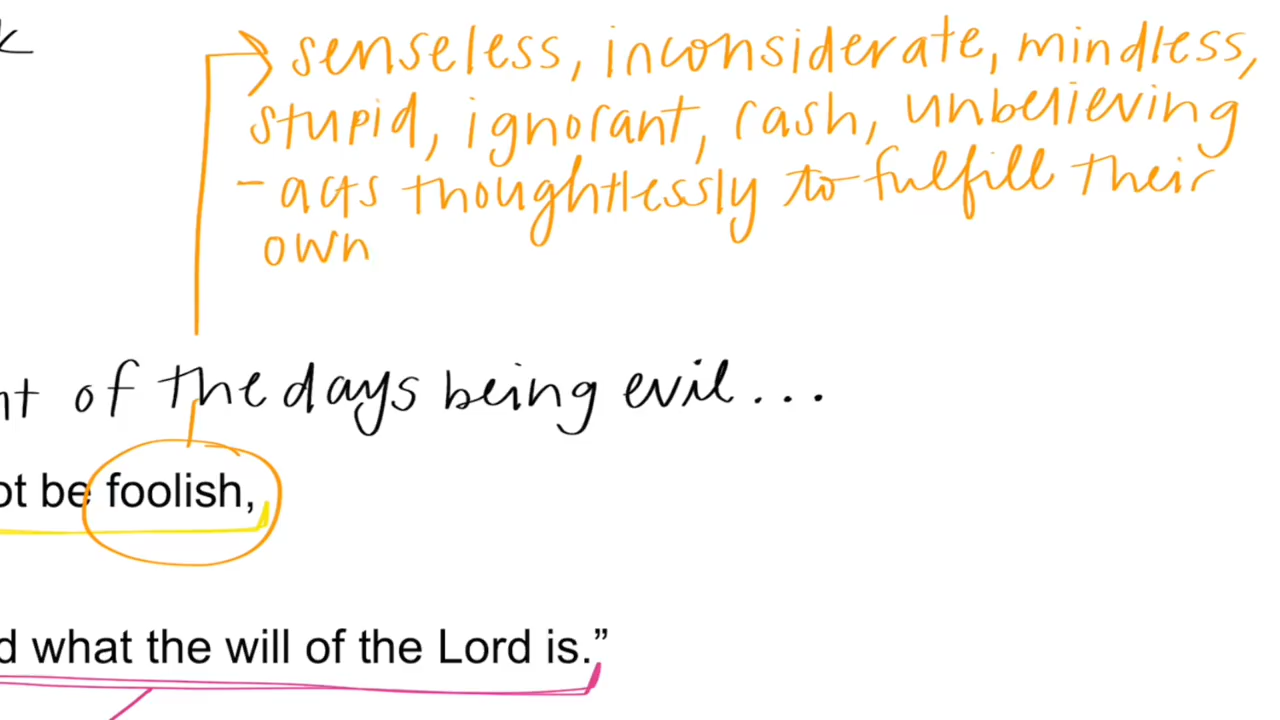 senseless, inconsiderate, mindless,
stupid, ignorant, rash, unbelieving
- acts thoughtlessly to fulfill their
own
of the days being evil...
be foolish,
what the will of the Lord is.”